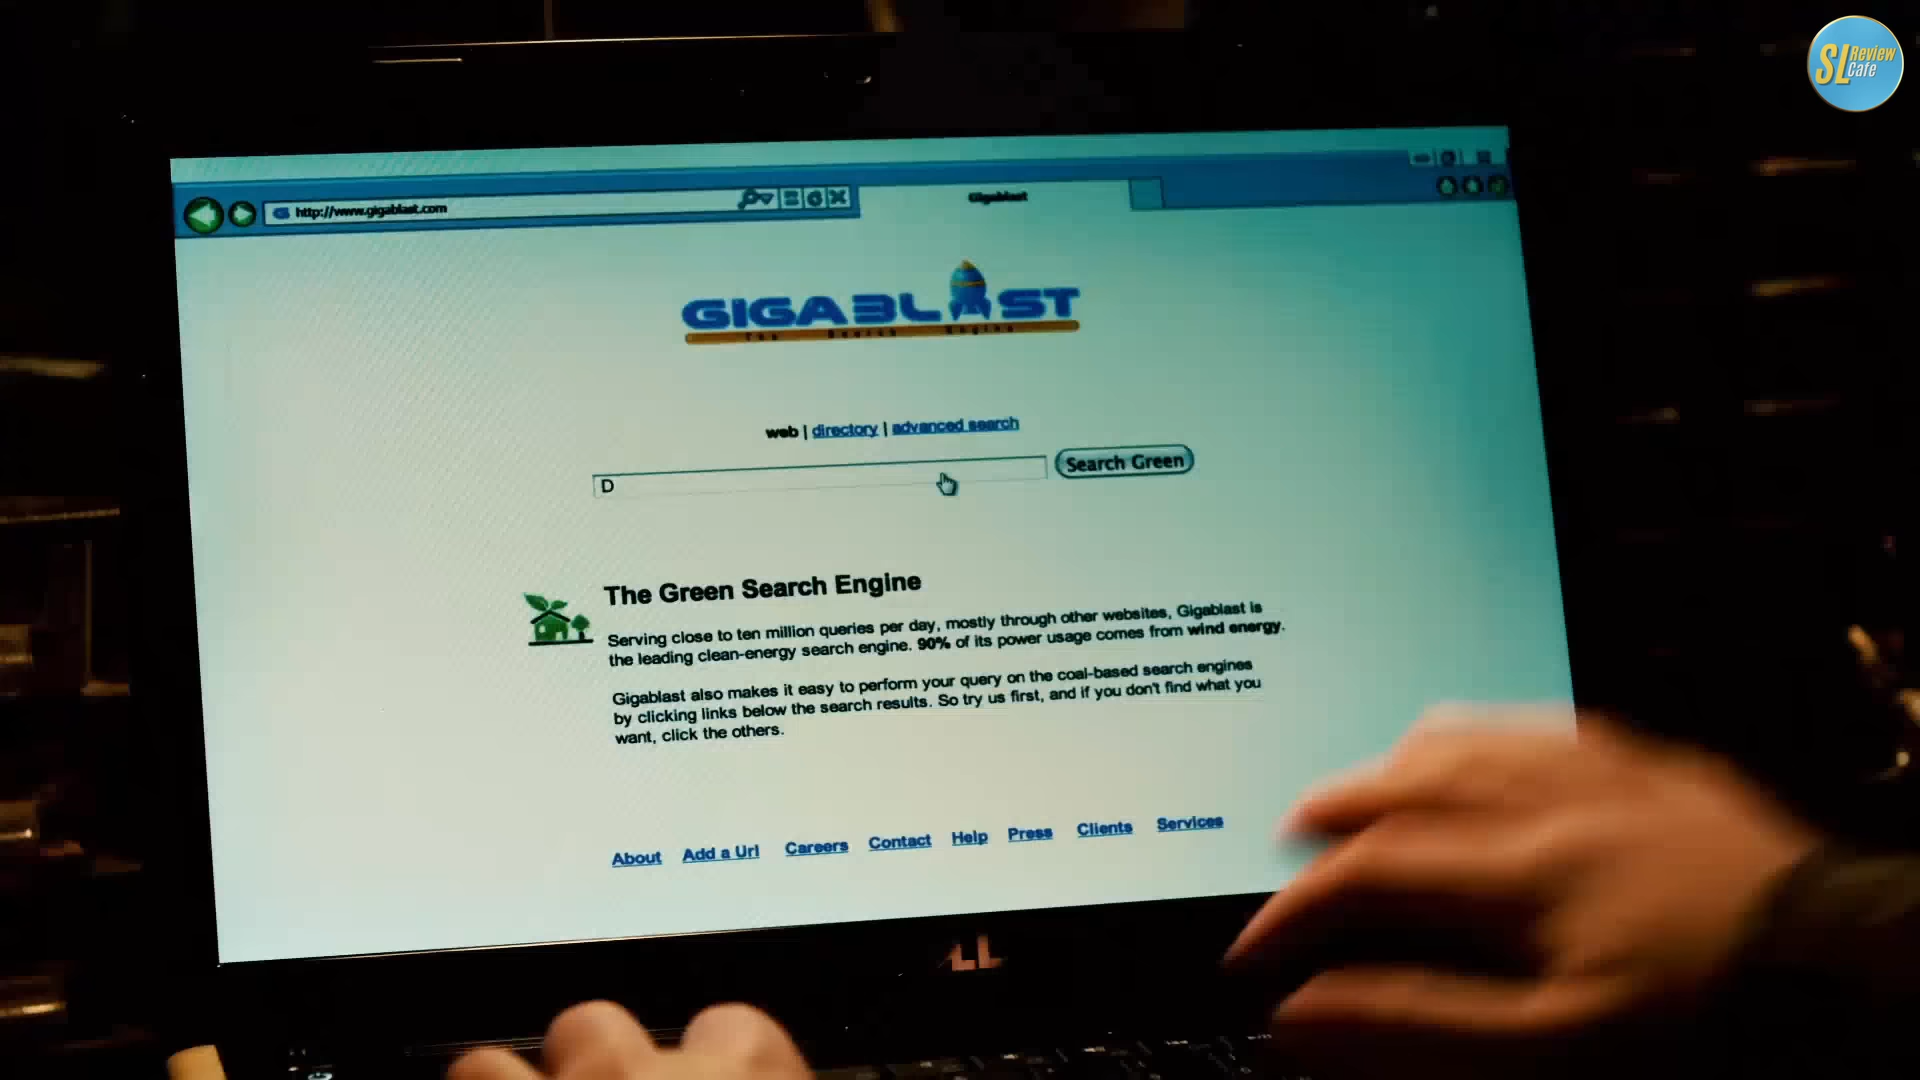 SL Review Cafe
http://www.gigablast.com
Gigablast
GIGABLAST
The Search Engine
web | directory | advanced search
D
Search Green
The Green Search Engine
Serving close to ten million queries per day, mostly through other websites, Gigablast is
the leading clean-energy search engine. 90% of its power usage comes from wind energy.
Gigablast also makes it easy to perform your query on the coal-based search engines
by clicking links below the search results. So try us first, and if you don't find what you
want, click the others.
About Add a Url Careers Contact Help Press Clients Services